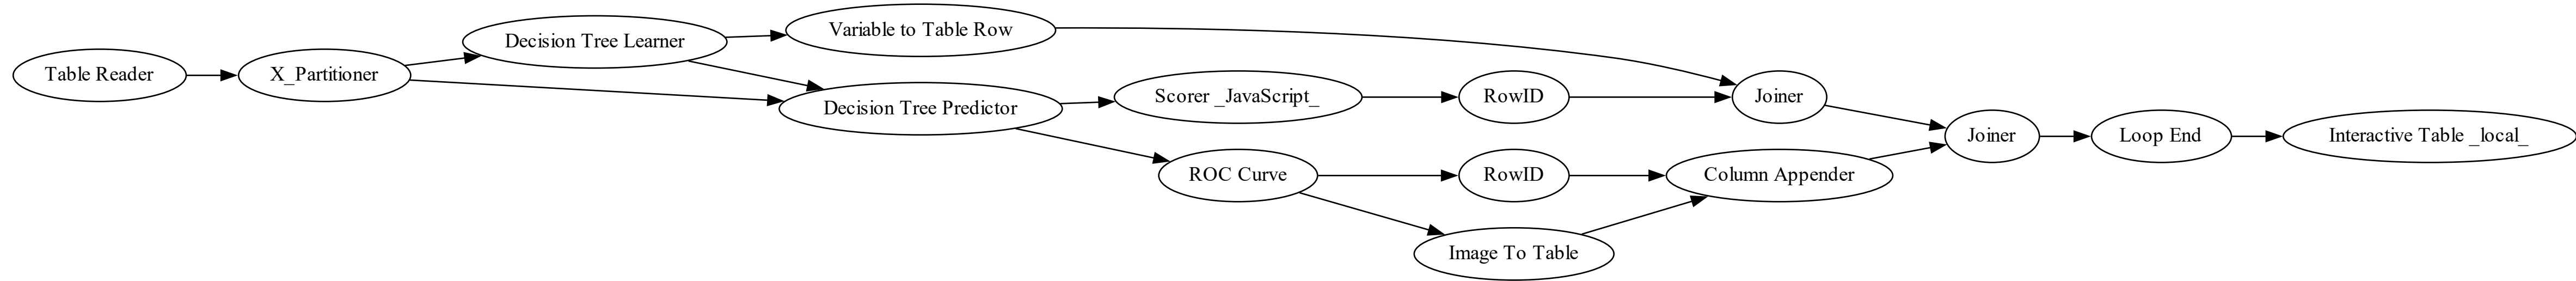 Table Reader
X_Partitioner
Decision Tree Learner
Variable to Table Row
Decision Tree Predictor
Scorer _JavaScript_
RowID
Joiner
ROC Curve
RowID
Image To Table
Column Appender
Joiner
Loop End
Interactive Table _local_